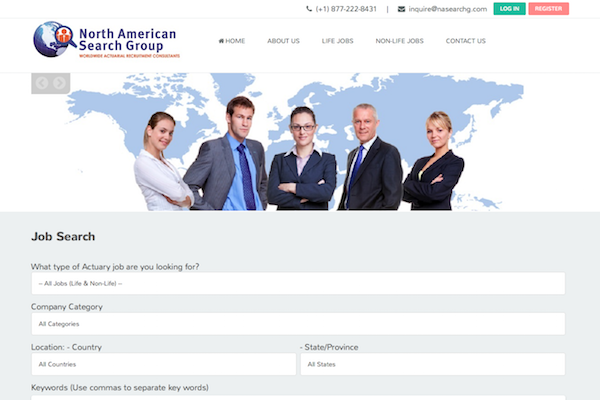 (+1) 877-222-8431 | inquire@nasearchg.com LOG IN REGISTER
North American
Search Group
WORLDWIDE ACTUARIAL RECRUITMENT CONSULTANTS
HOME ABOUT US LIFE JOBS NON-LIFE JOBS CONTACT US
Job Search
What type of Actuary job are you looking for?
-- All Jobs (Life & Non-Life) --
Company Category
All Categories
Location: - Country - State/Province
All Countries All States
Keywords (Use commas to separate key words)